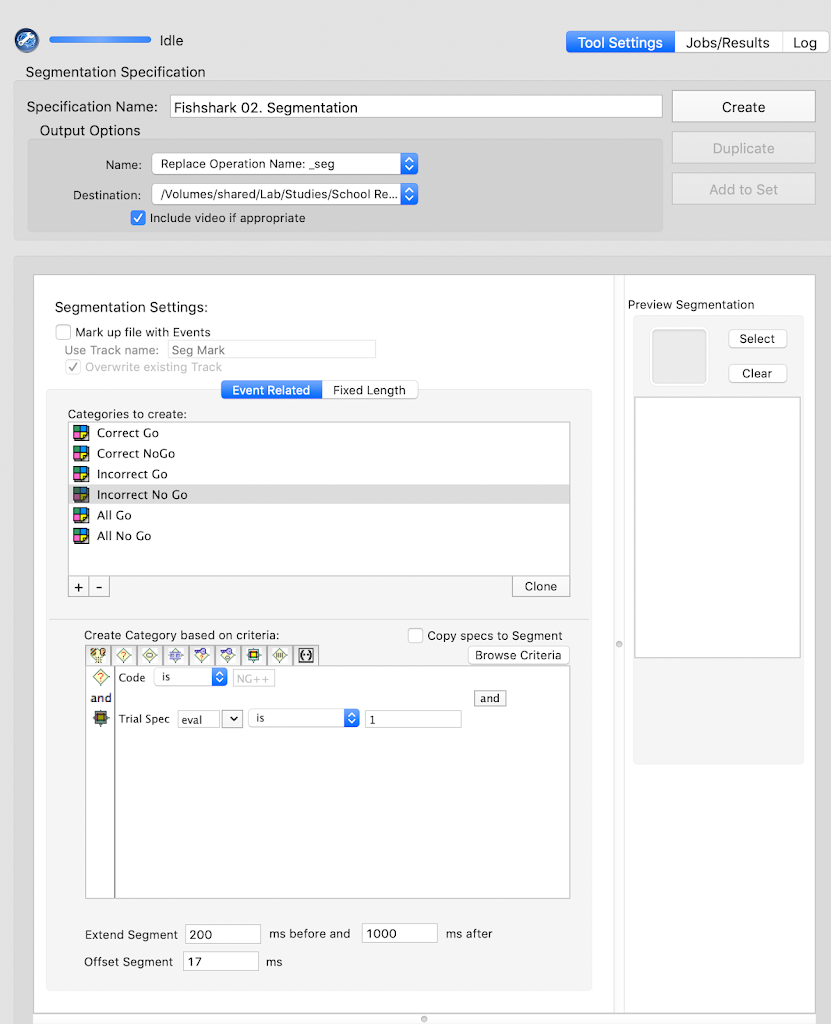 Idle
Tool Settings Jobs/Results Log
Segmentation Specification
Specification Name: Fishshark 02. Segmentation Create
Output Options
Duplicate
Name: Replace Operation Name: _seg
Add to Set
Destination: /Volumes/shared/Lab/Studies/School Re...
Include video if appropriate
Segmentation Settings:
Preview Segmentation
Mark up file with Events
Select
Use Track name: Seg Mark
Overwrite existing Track
Clear
Event Related Fixed Length
Categories to create:
Correct Go
Correct NoGo
Incorrect Go
Incorrect No Go
All Go
All No Go
+ - Clone
Create Category based on criteria: Copy specs to Segment
Browse Criteria
Code is NG++
and and
Trial Spec eval is 1
Extend Segment 200 ms before and 1000 ms after
Offset Segment 17 ms